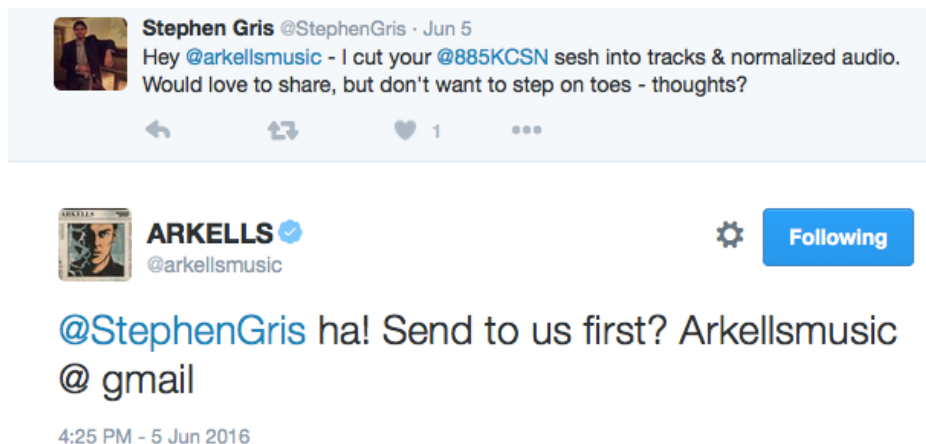 Stephen Gris @StephenGris · Jun 5
Hey @arkellsmusic - I cut your @885KCSN sesh into tracks & normalized audio.
Would love to share, but don't want to step on toes - thoughts?
1
ARKELLS
ARKELLS
@arkellsmusic
Following
@StephenGris ha! Send to us first? Arkellsmusic
@ gmail
4:25 PM - 5 Jun 2016